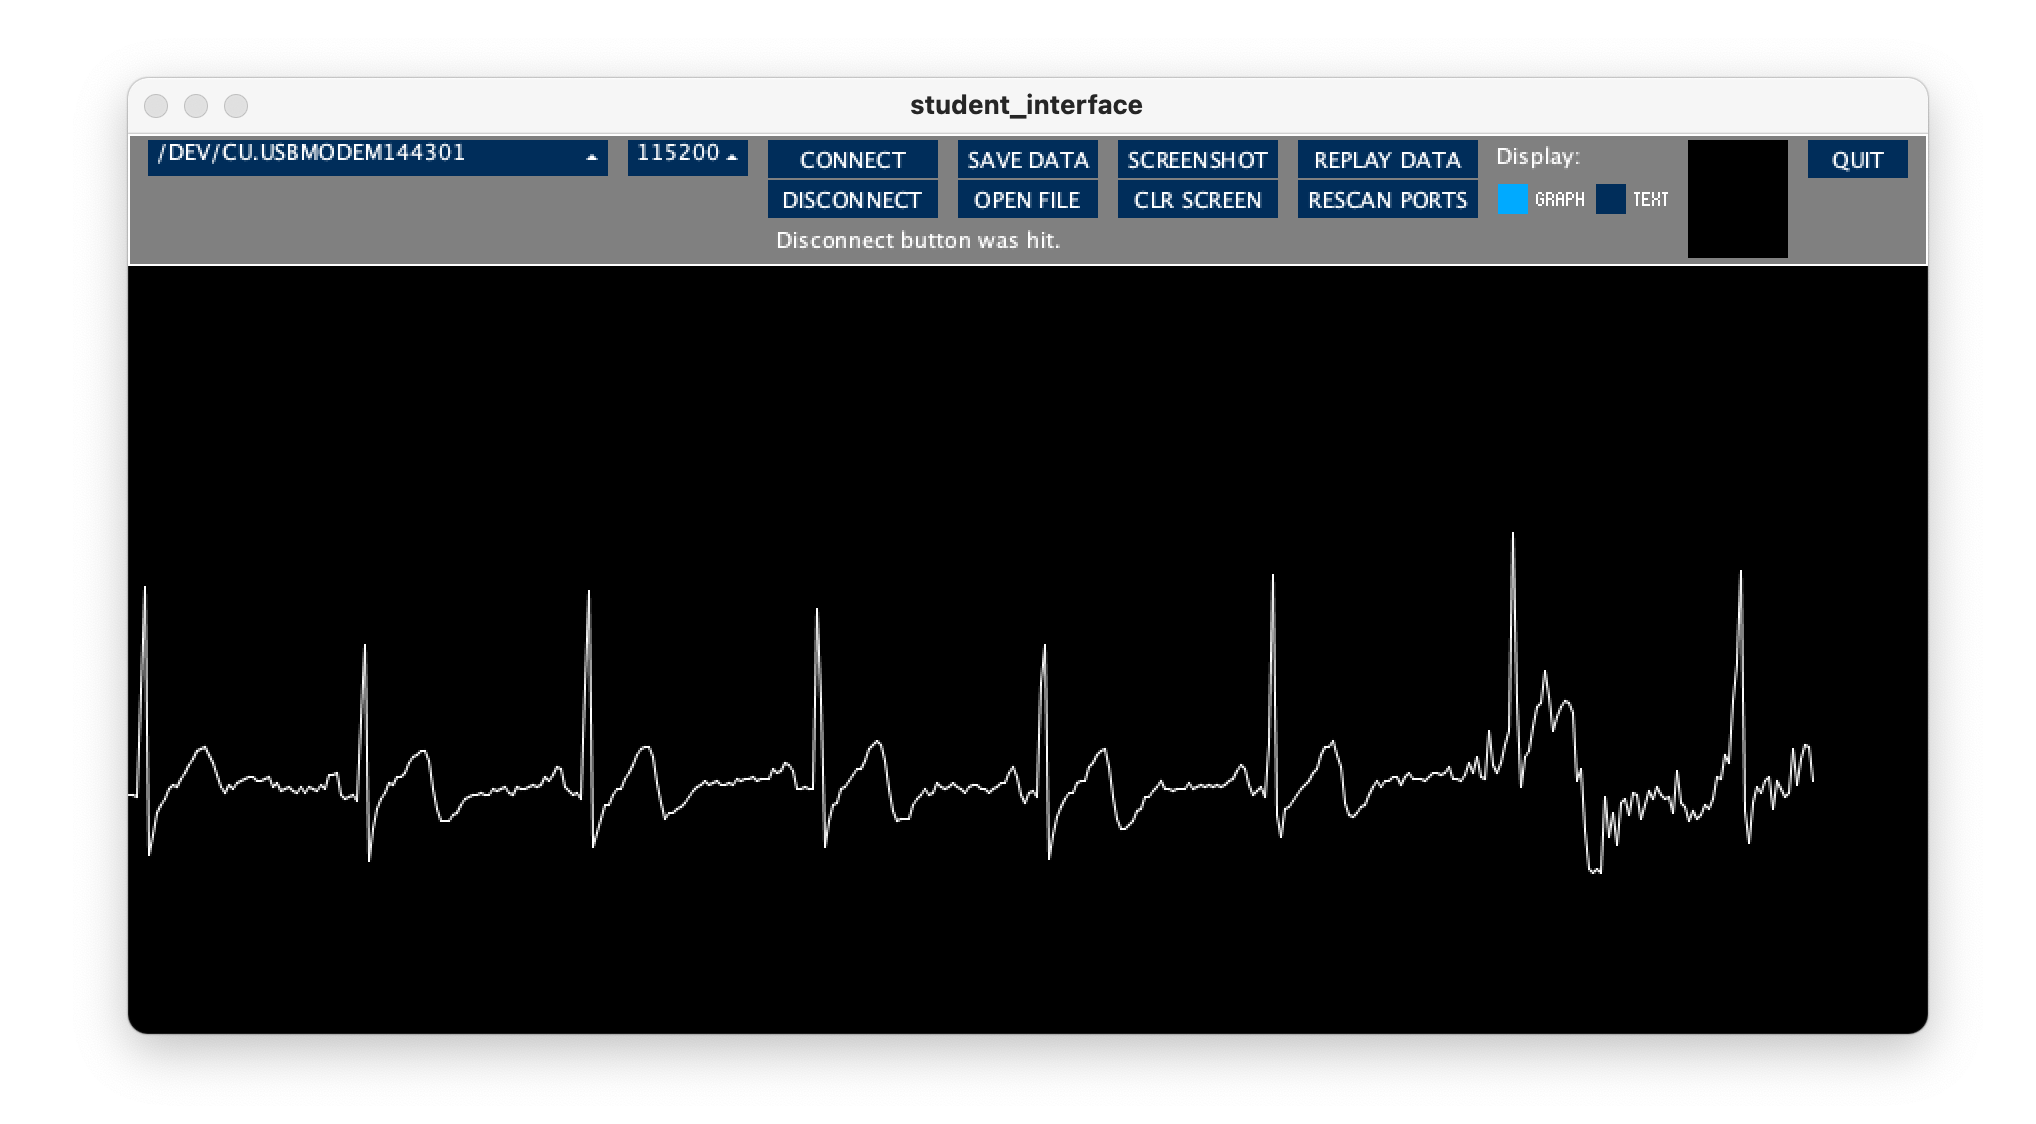 student_interface
/DEV/CU.USBMODEM144301 115200 CONNECT SAVE DATA SCREENSHOT REPLAY DATA Display: QUIT
DISCONNECT OPEN FILE CLR SCREEN RESCAN PORTS GRAPH TEXT
Disconnect button was hit.